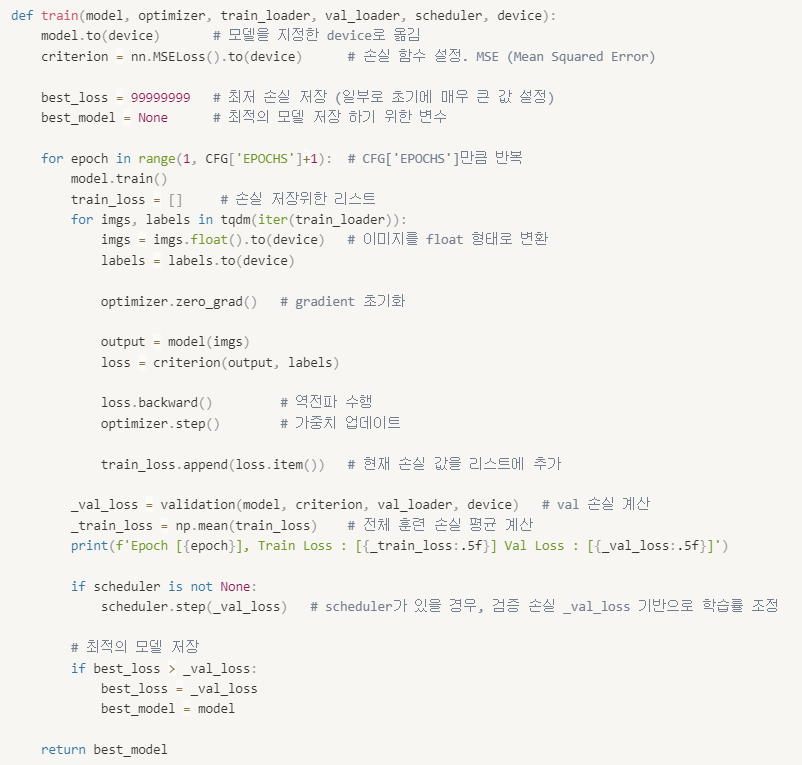 def train(model, optimizer, train_loader, val_loader, scheduler, device):
    model.to(device)       # 모델을 지정한 device로 옮김
    criterion = nn.MSELoss().to(device)      # 손실 함수 설정. MSE (Mean Squared Error)

    best_loss = 99999999   # 최저 손실 저장 (일부로 초기에 매우 큰 값 설정)
    best_model = None      # 최적의 모델 저장 하기 위한 변수

    for epoch in range(1, CFG['EPOCHS']+1):  # CFG['EPOCHS']만큼 반복
        model.train()
        train_loss = []     # 손실 저장위한 리스트
        for imgs, labels in tqdm(iter(train_loader)):
            imgs = imgs.float().to(device)   # 이미지를 float 형태로 변환
            labels = labels.to(device)

            optimizer.zero_grad()   # gradient 초기화

            output = model(imgs)
            loss = criterion(output, labels)

            loss.backward()         # 역전파 수행
            optimizer.step()        # 가중치 업데이트

            train_loss.append(loss.item())   # 현재 손실 값을 리스트에 추가

        _val_loss = validation(model, criterion, val_loader, device)   # val 손실 계산
        _train_loss = np.mean(train_loss)    # 전체 훈련 손실 평균 계산
        print(f'Epoch [{epoch}], Train Loss : [{_train_loss:.5f}] Val Loss : [{_val_loss:.5f}]')

        if scheduler is not None:
            scheduler.step(_val_loss)   # scheduler가 있을 경우, 검증 손실 _val_loss 기반으로 학습률 조정

        # 최적의 모델 저장
        if best_loss > _val_loss:
            best_loss = _val_loss
            best_model = model

    return best_model